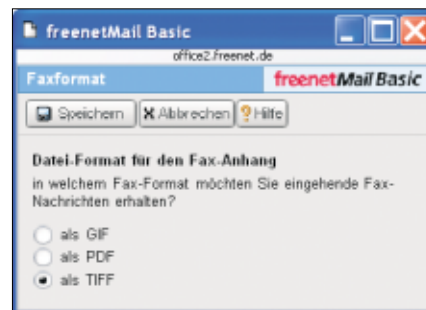 freenetMail Basic
office2.freenet.de
Faxformat freenetMail Basic
Speichern Abbrechen Hilfe
Datei-Format für den Fax-Anhang
in welchem Fax-Format möchten Sie eingehende Fax-
Nachrichten erhalten?
als GIF
als PDF
als TIFF